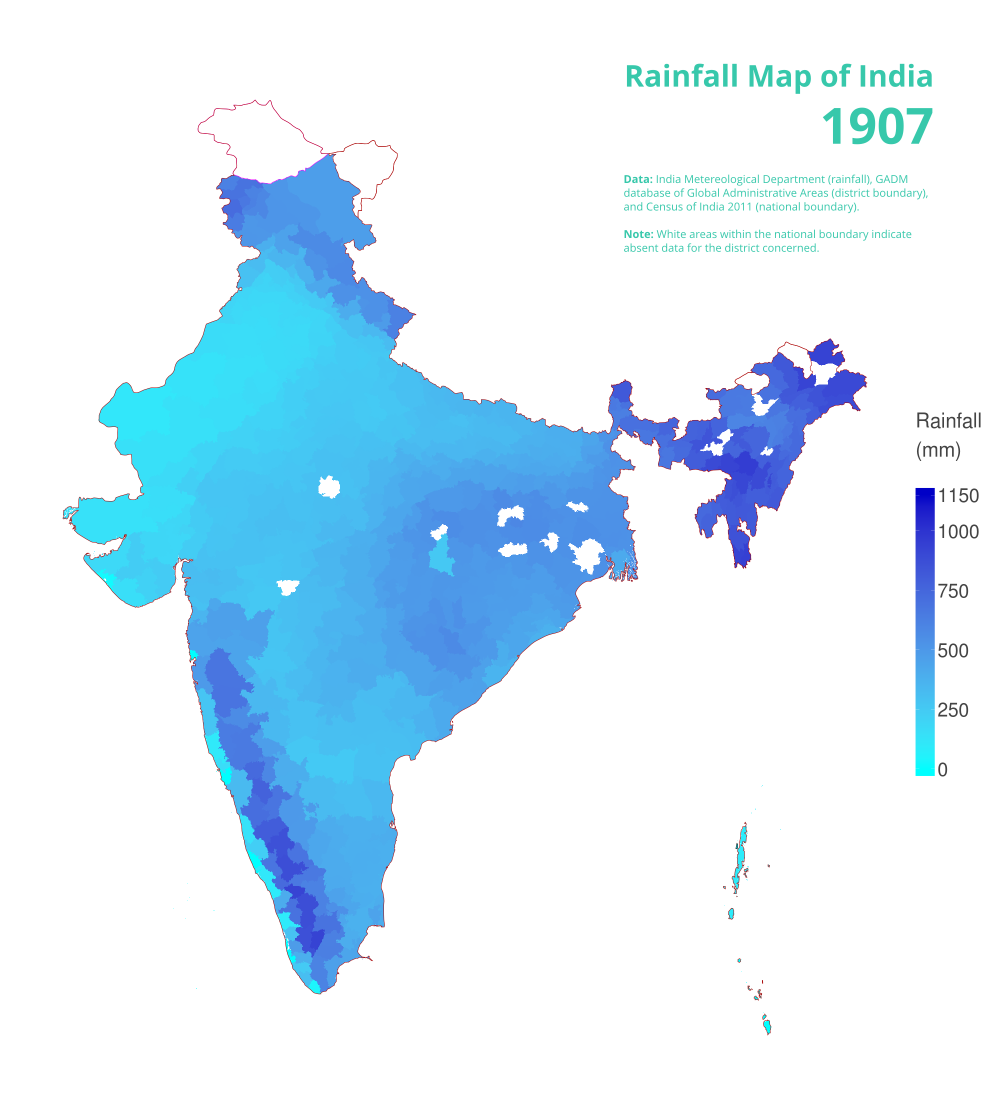 Rainfall Map of India
1907
Data: India Metereological Department (rainfall), GADM
database of Global Administrative Areas (district boundary),
and Census of India 2011 (national boundary).
Note: White areas within the national boundary indicate
absent data for the district concerned.
Rainfall
(mm)
1150
1000
750
500
250
0